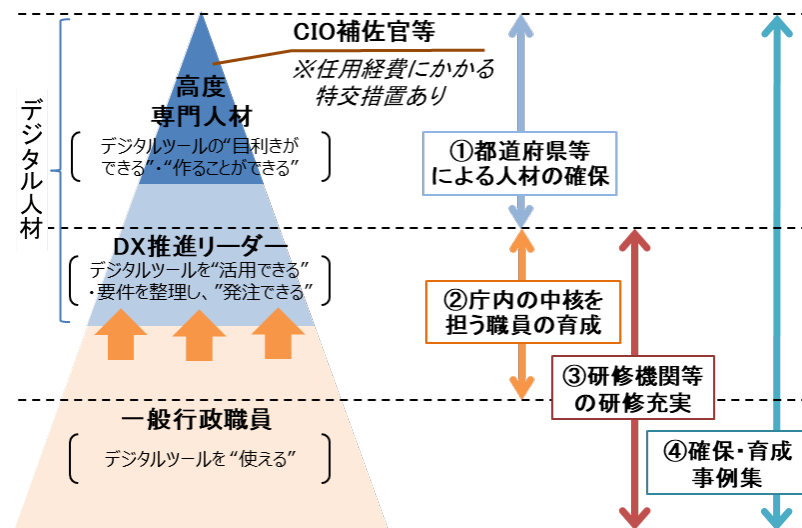 CIO補佐官等
※任用経費にかかる
特交措置あり
デジタル人材
高度
専門人材
デジタルツールの“目利きが
できる”・“作ることができる”
①都道府県等
による人材の確保
DX推進リーダー
デジタルツールを“活用できる”
・要件を整理し、”発注できる”
②庁内の中核を
担う職員の育成
③研修機関等
の研修充実
一般行政職員
デジタルツールを“使える”
④確保・育成
事例集